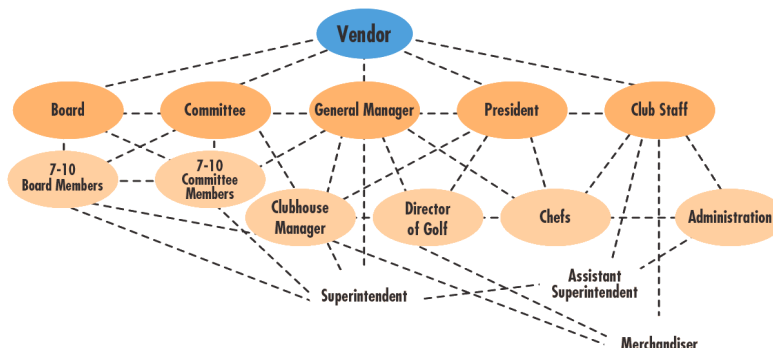 Vendor
Board
Committee
General Manager
President
Club Staff
7-10
Board Members
7-10
Committee
Members
Clubhouse
Manager
Director
of Golf
Chefs
Administration
Superintendent
Assistant
Superintendent
Merchandiser